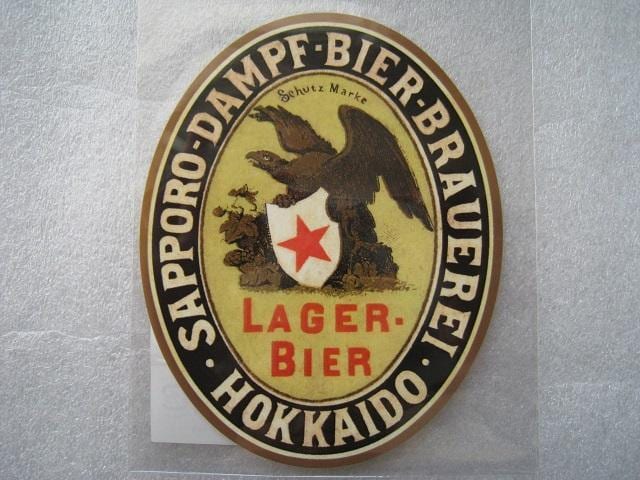 SAPPORO-DAMPF-BIER-BRAUEREI
Schutz Marke
LAGER-
BIER
HOKKAIDO